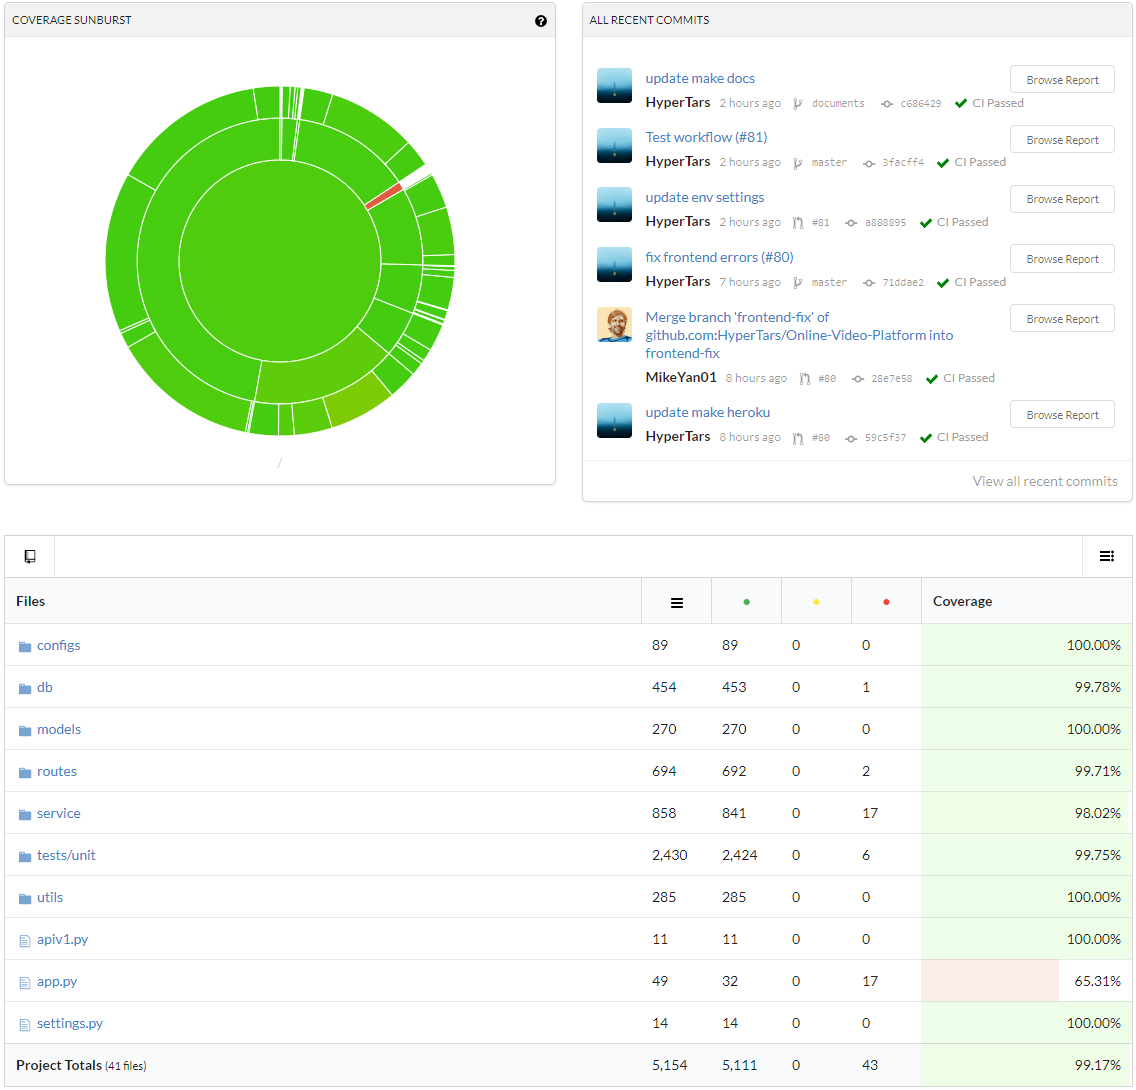 COVERAGE SUNBURST
/
ALL RECENT COMMITS
update make docs
Browse Report
HyperTars 2 hours ago documents c686429 CI Passed
Test workflow (#81)
Browse Report
HyperTars 2 hours ago master 3facff4 CI Passed
update env settings
Browse Report
HyperTars 2 hours ago #81 a888895 CI Passed
fix frontend errors (#80)
Browse Report
HyperTars 7 hours ago master 71ddae2 CI Passed
Merge branch 'frontend-fix' of
Browse Report
github.com:HyperTars/Online-Video-Platform into
frontend-fix
MikeYan01 8 hours ago #80 28e7e58 CI Passed
update make heroku
Browse Report
HyperTars 8 hours ago #80 59c5f37 CI Passed
View all recent commits
Files Coverage
configs 89 89 0 0 100.00%
db 454 453 0 1 99.78%
models 270 270 0 0 100.00%
routes 694 692 0 2 99.71%
service 858 841 0 17 98.02%
tests/unit 2,430 2,424 0 6 99.75%
utils 285 285 0 0 100.00%
apiv1.py 11 11 0 0 100.00%
app.py 49 32 0 17 65.31%
settings.py 14 14 0 0 100.00%
Project Totals (41 files) 5,154 5,111 0 43 99.17%